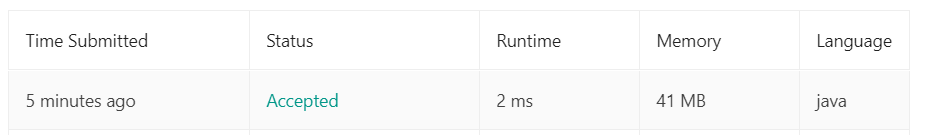 Time Submitted Status Runtime Memory Language
5 minutes ago Accepted 2 ms 41 MB java